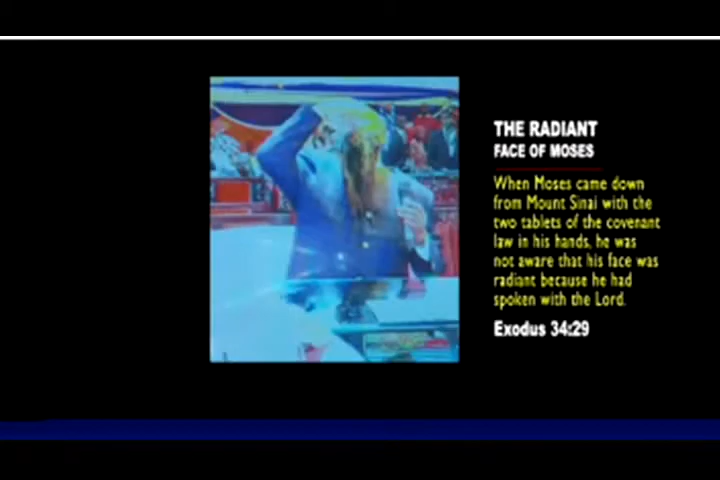 THE RADIANT
FACE OF MOSES
When Moses came down
from Mount Sinai with the
two tablets of the covenant
law in his hands, he was
not aware that his face was
radiant because he had
spoken with the Lord.
Exodus 34:29